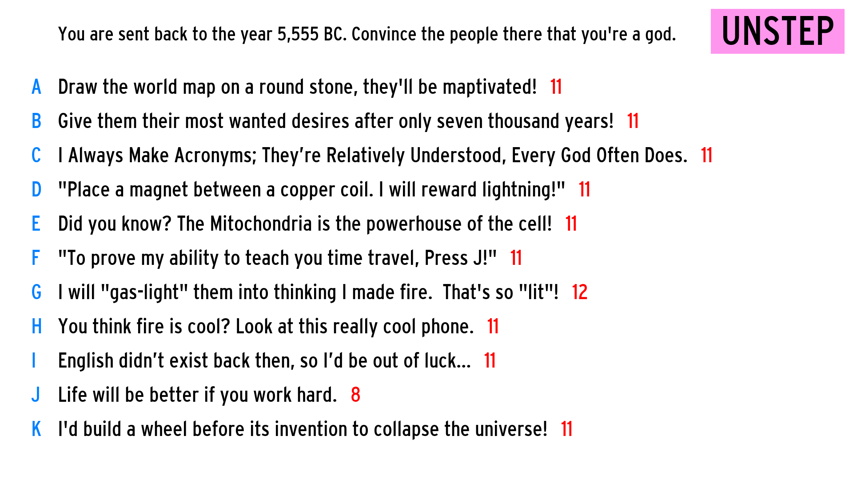 You are sent back to the year 5,555 BC. Convince the people there that you're a god.
UNSTEP
A Draw the world map on a round stone, they'll be maptivated! 11
B Give them their most wanted desires after only seven thousand years! 11
C I Always Make Acronyms; They’re Relatively Understood, Every God Often Does. 11
D "Place a magnet between a copper coil. I will reward lightning!" 11
E Did you know? The Mitochondria is the powerhouse of the cell! 11
F "To prove my ability to teach you time travel, Press J!" 11
G I will "gas-light" them into thinking I made fire. That's so "lit"! 12
H You think fire is cool? Look at this really cool phone. 11
I English didn’t exist back then, so I’d be out of luck... 11
J Life will be better if you work hard. 8
K I'd build a wheel before its invention to collapse the universe! 11